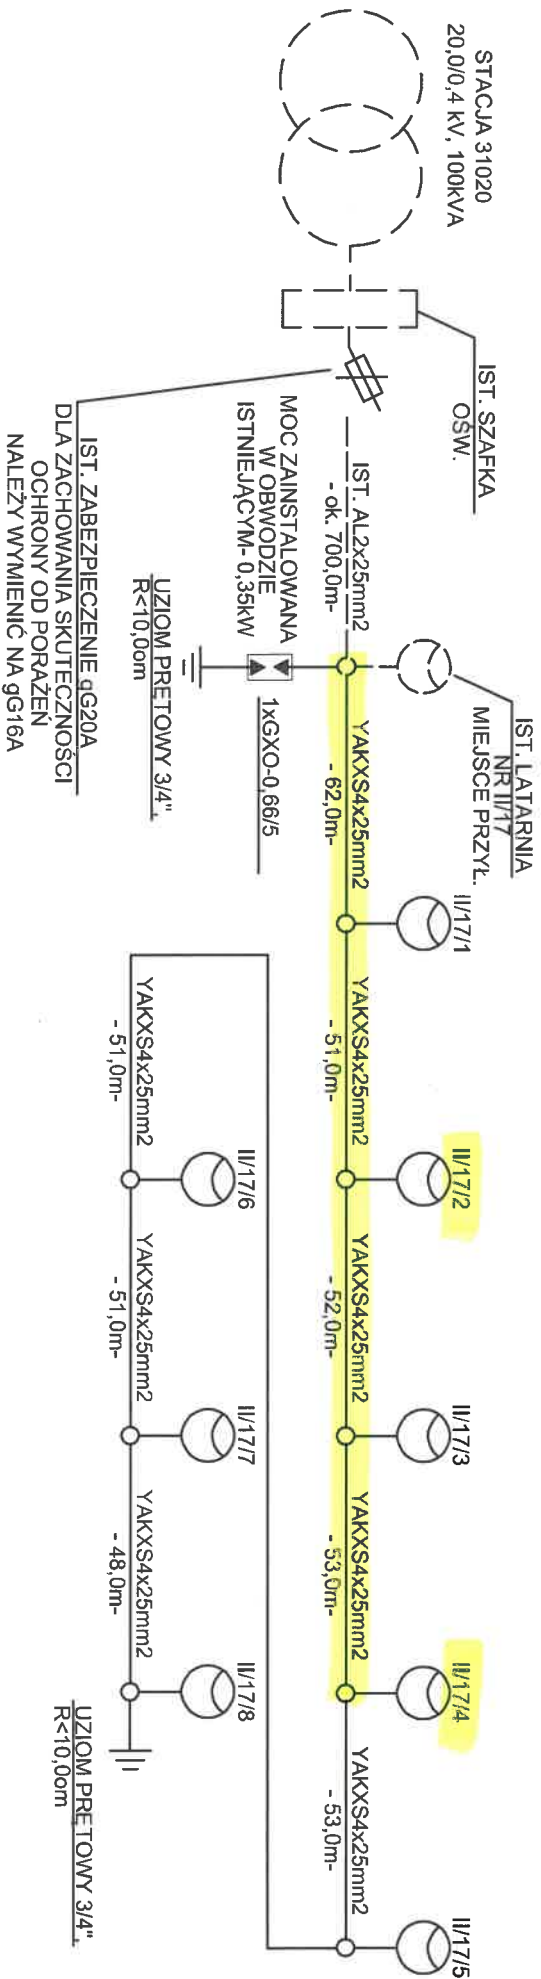 STACJA 31020
20,0/0,4 kV, 100kVA
IST. SZAFKA
OŚW.
IST. ZABEZPIECZENIE gG20A
DLA ZACHOWANIA SKUTECZNOŚCI
OCHRONY OD PORAŻEŃ
NALEŻY WYMIENIĆ NA gG16A
IST. AL2x25mm2
- ok. 700,0m-
MOC ZAINSTALOWANA
W OBWODZIE
ISTNIEJĄCYM- 0,35kW
UZIOM PRĘTOWY 3/4",
R<10,0om
1xGXO-0,66/5
IST. LATARNIA
NR II/17
MIEJSCE PRZYŁ.
YAKXS4x25mm2
- 62,0m-
II/17/1
YAKXS4x25mm2
- 51,0m-
II/17/2
YAKXS4x25mm2
- 52,0m-
II/17/3
YAKXS4x25mm2
- 53,0m-
II/17/4
YAKXS4x25mm2
- 53,0m-
II/17/5
YAKXS4x25mm2
- 51,0m-
II/17/6
YAKXS4x25mm2
- 51,0m-
II/17/7
YAKXS4x25mm2
- 48,0m-
II/17/8
UZIOM PRĘTOWY 3/4",
R<10,0om